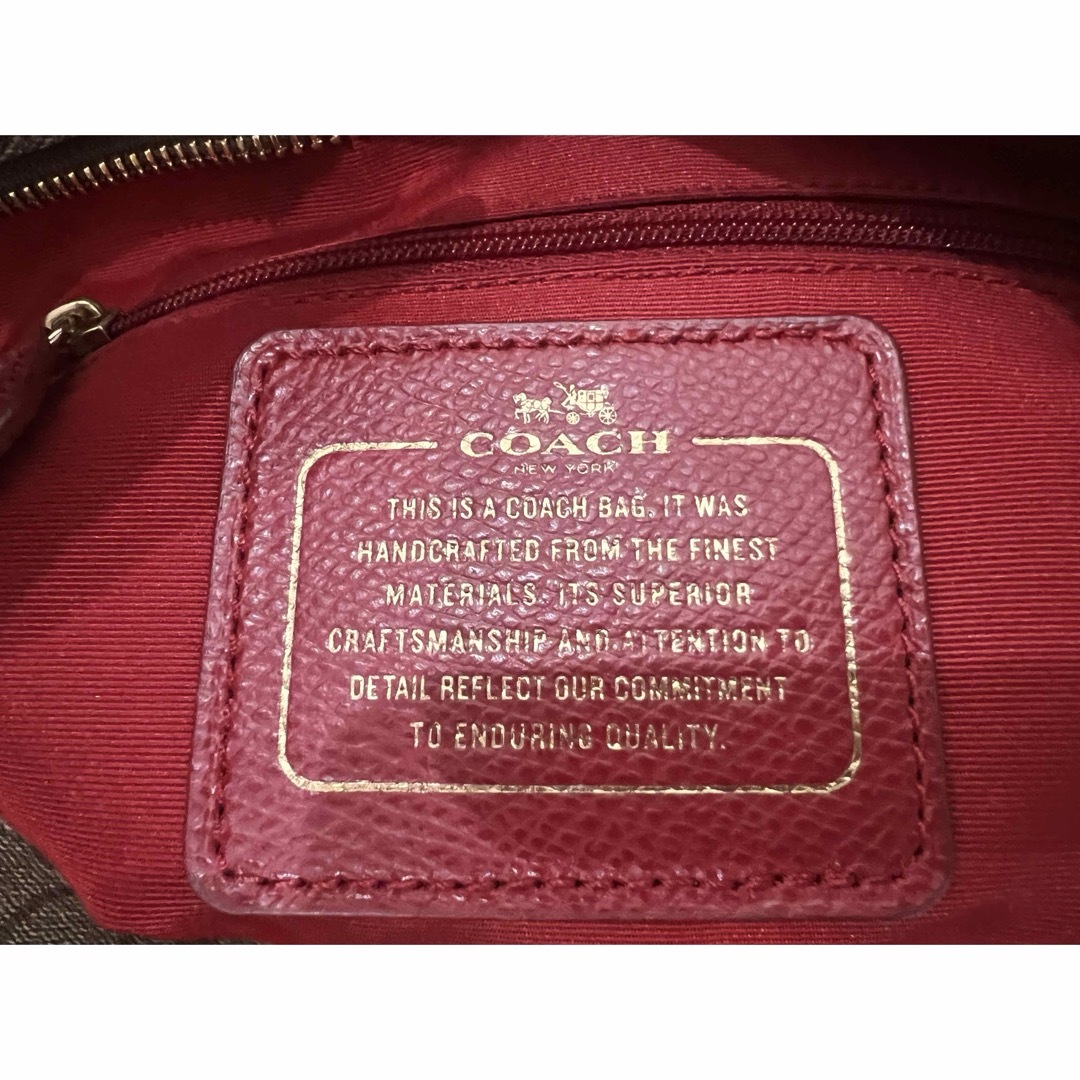 COACH
NEW YORK
THIS IS A COACH BAG. IT WAS
HANDCRAFTED FROM THE FINEST
MATERIALS. ITS SUPERIOR
CRAFTSMANSHIP AND ATTENTION TO
DETAIL REFLECT OUR COMMITMENT
TO ENDURING QUALITY.